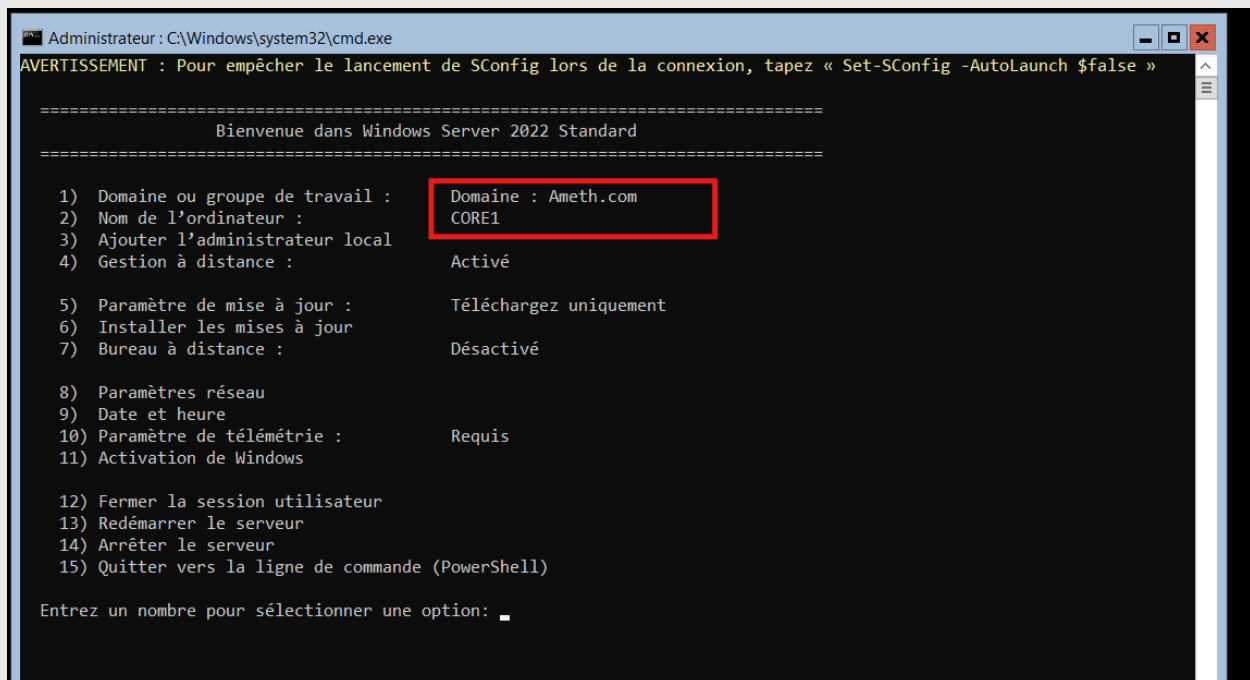 Administrateur : C:\Windows\system32\cmd.exe
AVERTISSEMENT : Pour empêcher le lancement de SConfig lors de la connexion, tapez « Set-SConfig -AutoLaunch $false »
================================================================================
Bienvenue dans Windows Server 2022 Standard
================================================================================
1) Domaine ou groupe de travail : Domaine : Ameth.com
2) Nom de l’ordinateur : CORE1
3) Ajouter l’administrateur local
4) Gestion à distance : Activé
5) Paramètre de mise à jour : Téléchargez uniquement
6) Installer les mises à jour
7) Bureau à distance : Désactivé
8) Paramètres réseau
9) Date et heure
10) Paramètre de télémétrie : Requis
11) Activation de Windows
12) Fermer la session utilisateur
13) Redémarrer le serveur
14) Arrêter le serveur
15) Quitter vers la ligne de commande (PowerShell)
Entrez un nombre pour sélectionner une option: